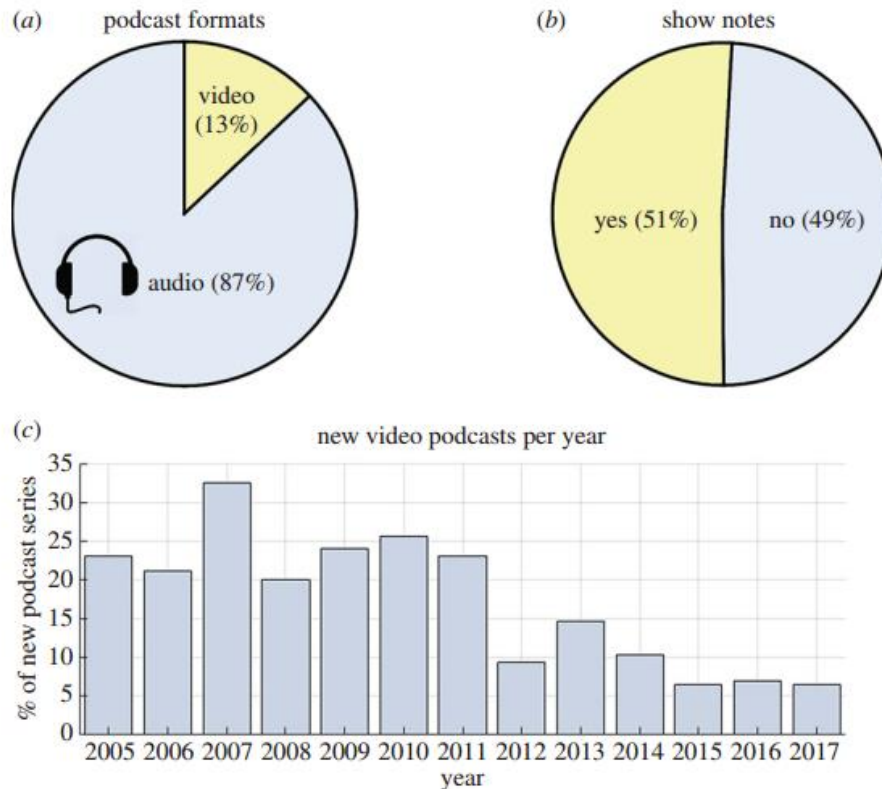 (a) podcast formats
video
(13%)
audio (87%)
(b) show notes
yes (51%)
no (49%)
(c) new video podcasts per year
% of new podcast series
35
30
25
20
15
10
5
0
2005 2006 2007 2008 2009 2010 2011 2012 2013 2014 2015 2016 2017
year